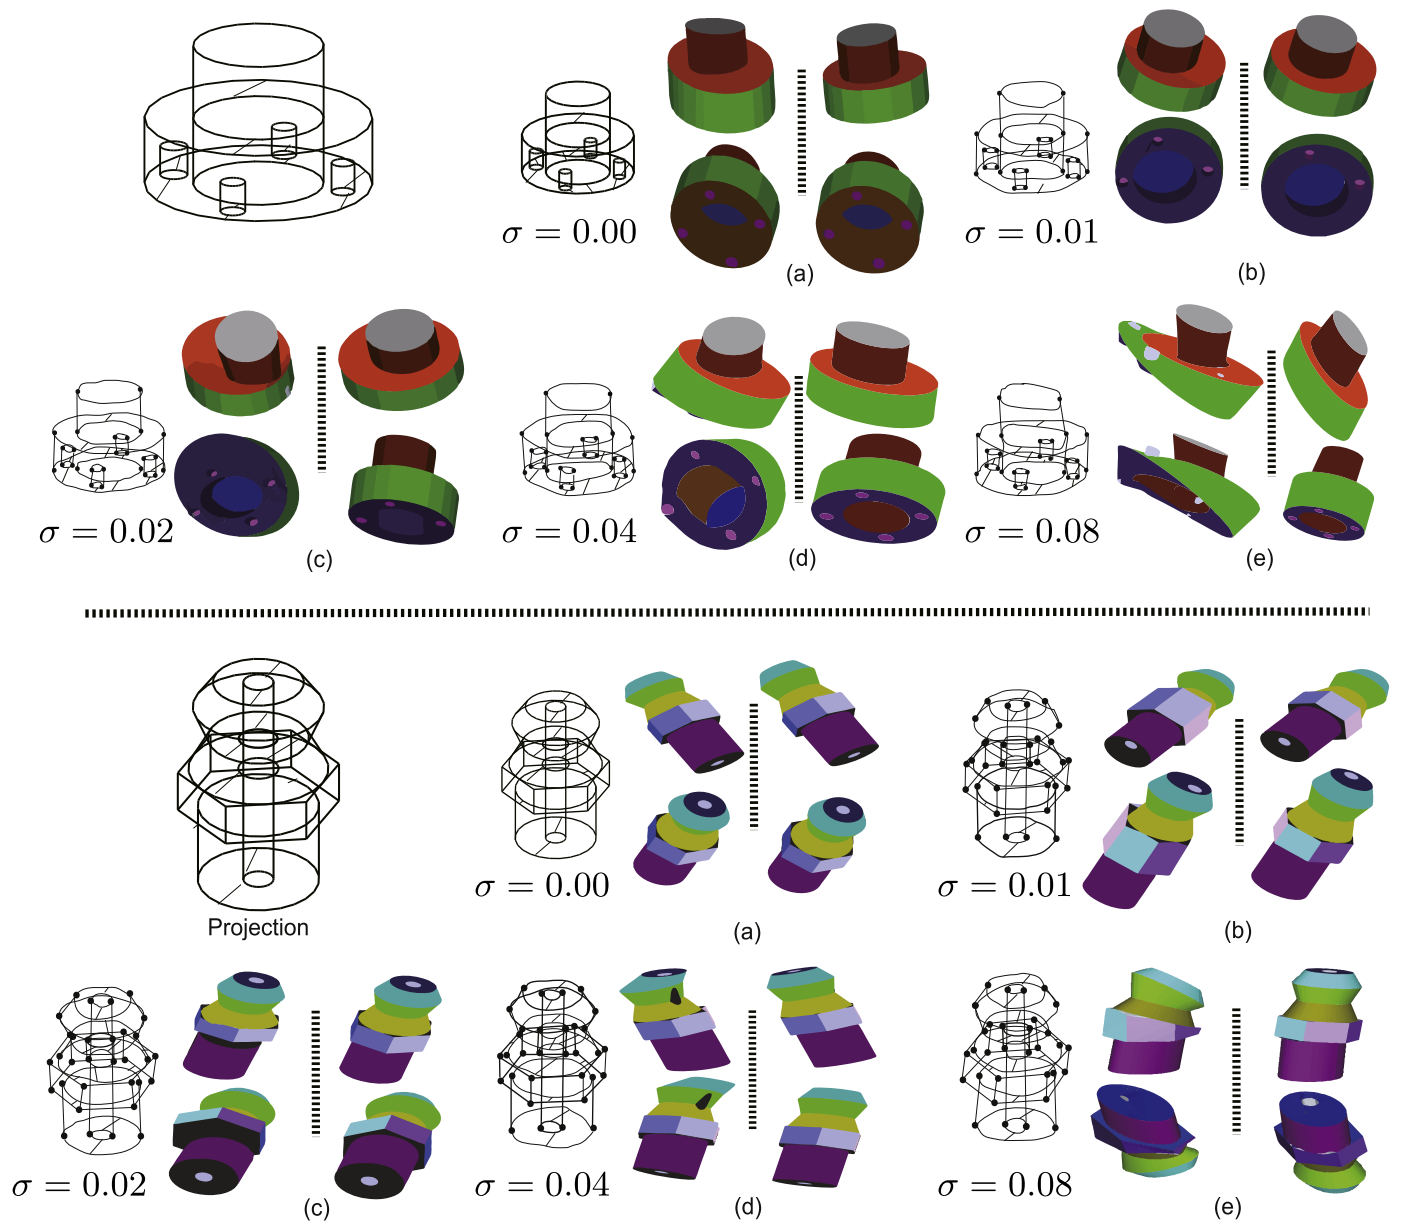 σ = 0.00
(a)
σ = 0.01
(b)
σ = 0.02
(c)
σ = 0.04
(d)
σ = 0.08
(e)
Projection
σ = 0.00
(a)
σ = 0.01
(b)
σ = 0.02
(c)
σ = 0.04
(d)
σ = 0.08
(e)